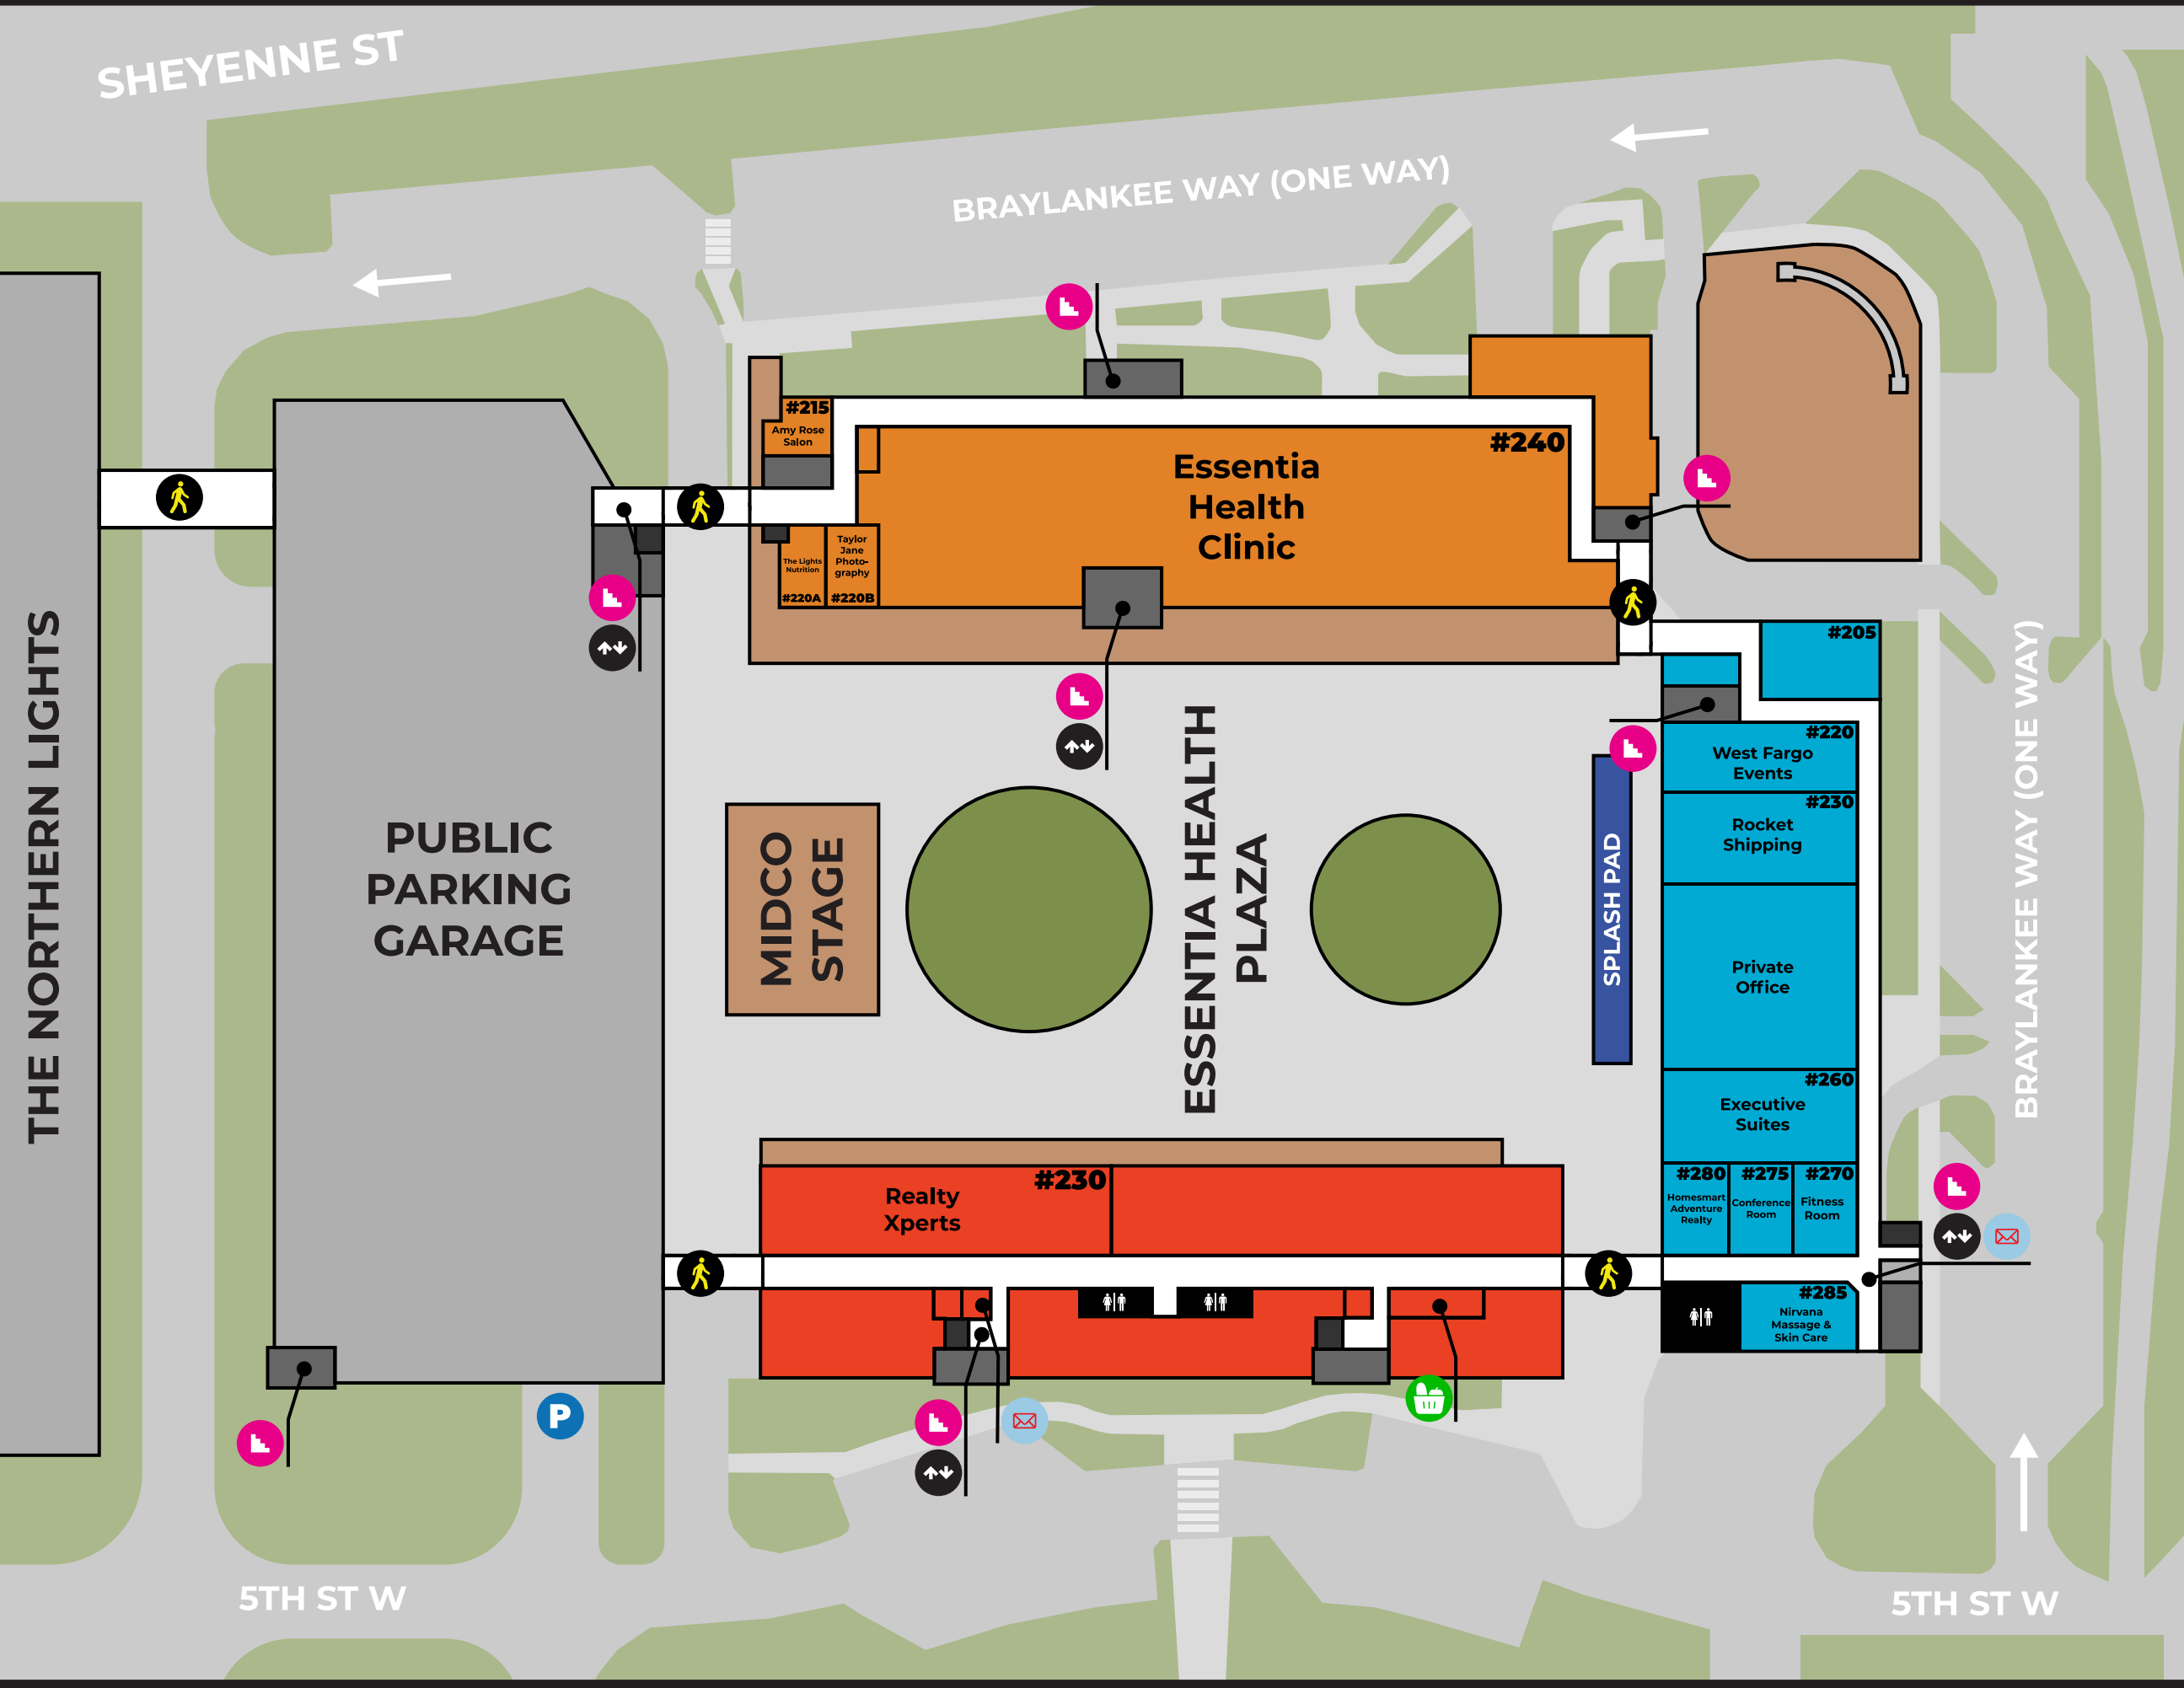 SHEYENNE ST
BRAYLANKEE WAY (ONE WAY)
#215
Amy Rose
Salon
#240
Essentia
Health
Clinic
The Lights
Nutrition
#220A
Taylor
Jane
Photo-
graphy
#220B
THE NORTHERN LIGHTS
PUBLIC
PARKING
GARAGE
MIDCO
STAGE
ESSENTIA HEALTH
PLAZA
SPLASH PAD
#205
#220
West Fargo
Events
#230
Rocket
Shipping
Private
Office
#260
Executive
Suites
#280
Homesmart
Adventure
Realty
#275
Conference
Room
#270
Fitness
Room
#285
Nirvana
Massage &
Skin Care
BRAYLANKEE WAY (ONE WAY)
#230
Realty
Xperts
P
5TH ST W
5TH ST W